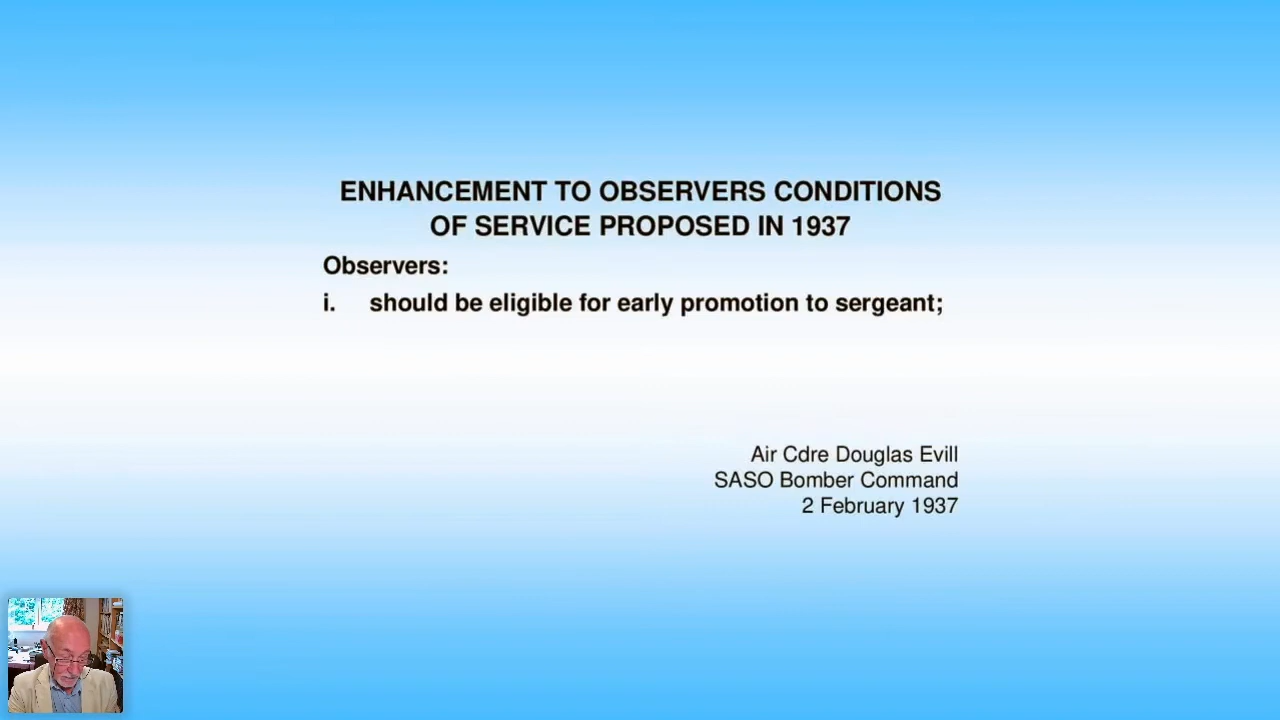 ENHANCEMENT TO OBSERVERS CONDITIONS
OF SERVICE PROPOSED IN 1937
Observers:
i. should be eligible for early promotion to sergeant;
Air Cdre Douglas Evill
SASO Bomber Command
2 February 1937